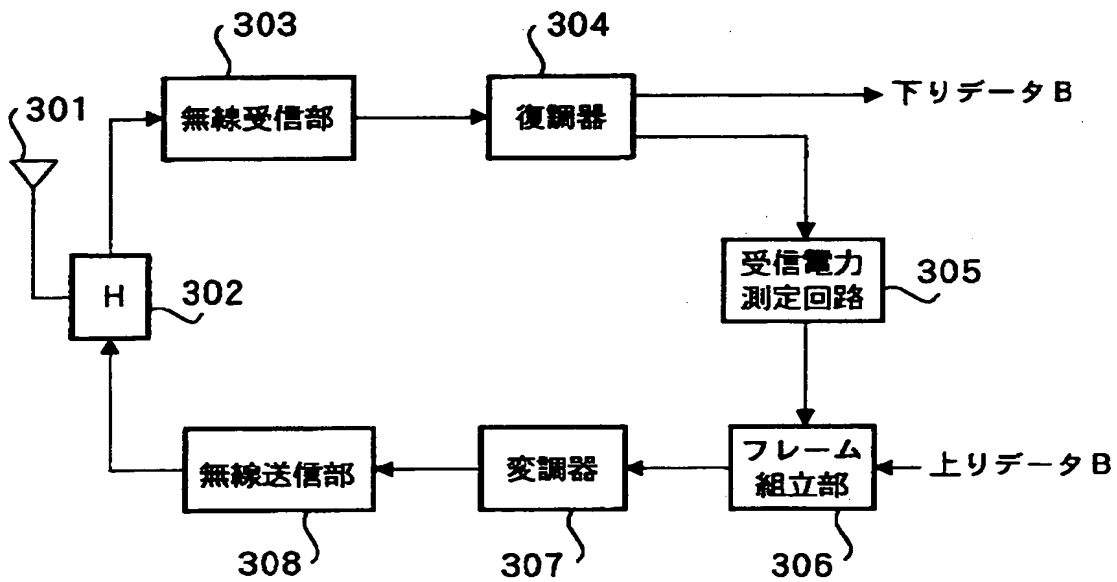 303
304
無線受信部
復調器
下りデータB
301
受信電力
測定回路
305
H
302
無線送信部
変調器
フレーム
組立部
上りデータB
308
307
306